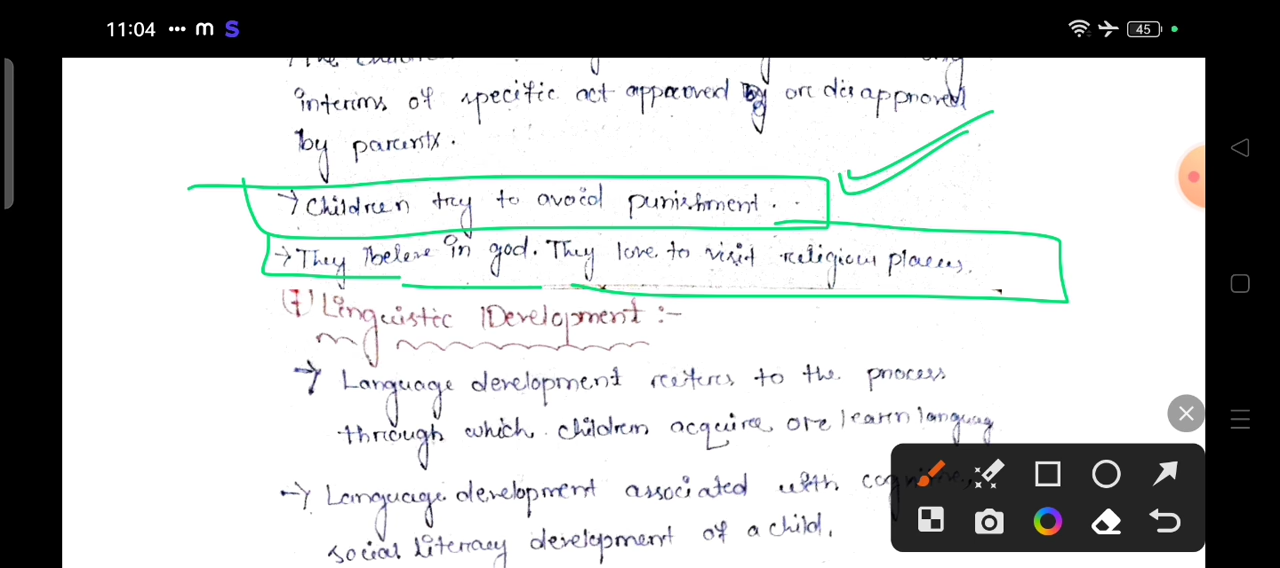 11:04 ••• m S 45
interms of specific act approved by or disapproved
by parents.
→ Children try to avoid punishment.
→ They beleve in god. They love to visit religious places.
(7) Linguistic Development :-
→ Language development refers to the process
through which children acquire or learn languag
→ Language development associated with
social literacy development of a child.